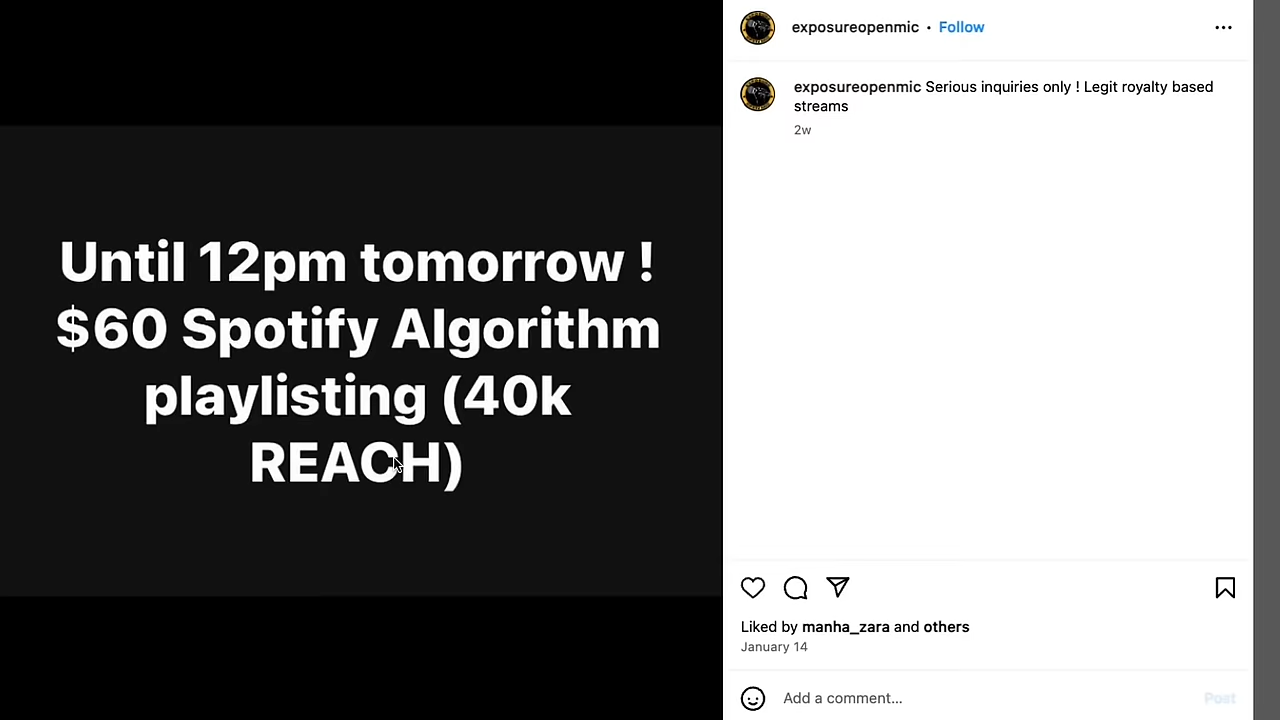 Until 12pm tomorrow !
$60 Spotify Algorithm
playlisting (40k
REACH)
exposureopenmic • Follow
exposureopenmic Serious inquiries only ! Legit royalty based
streams
2w
Liked by manha_zara and others
January 14
Add a comment...
Post